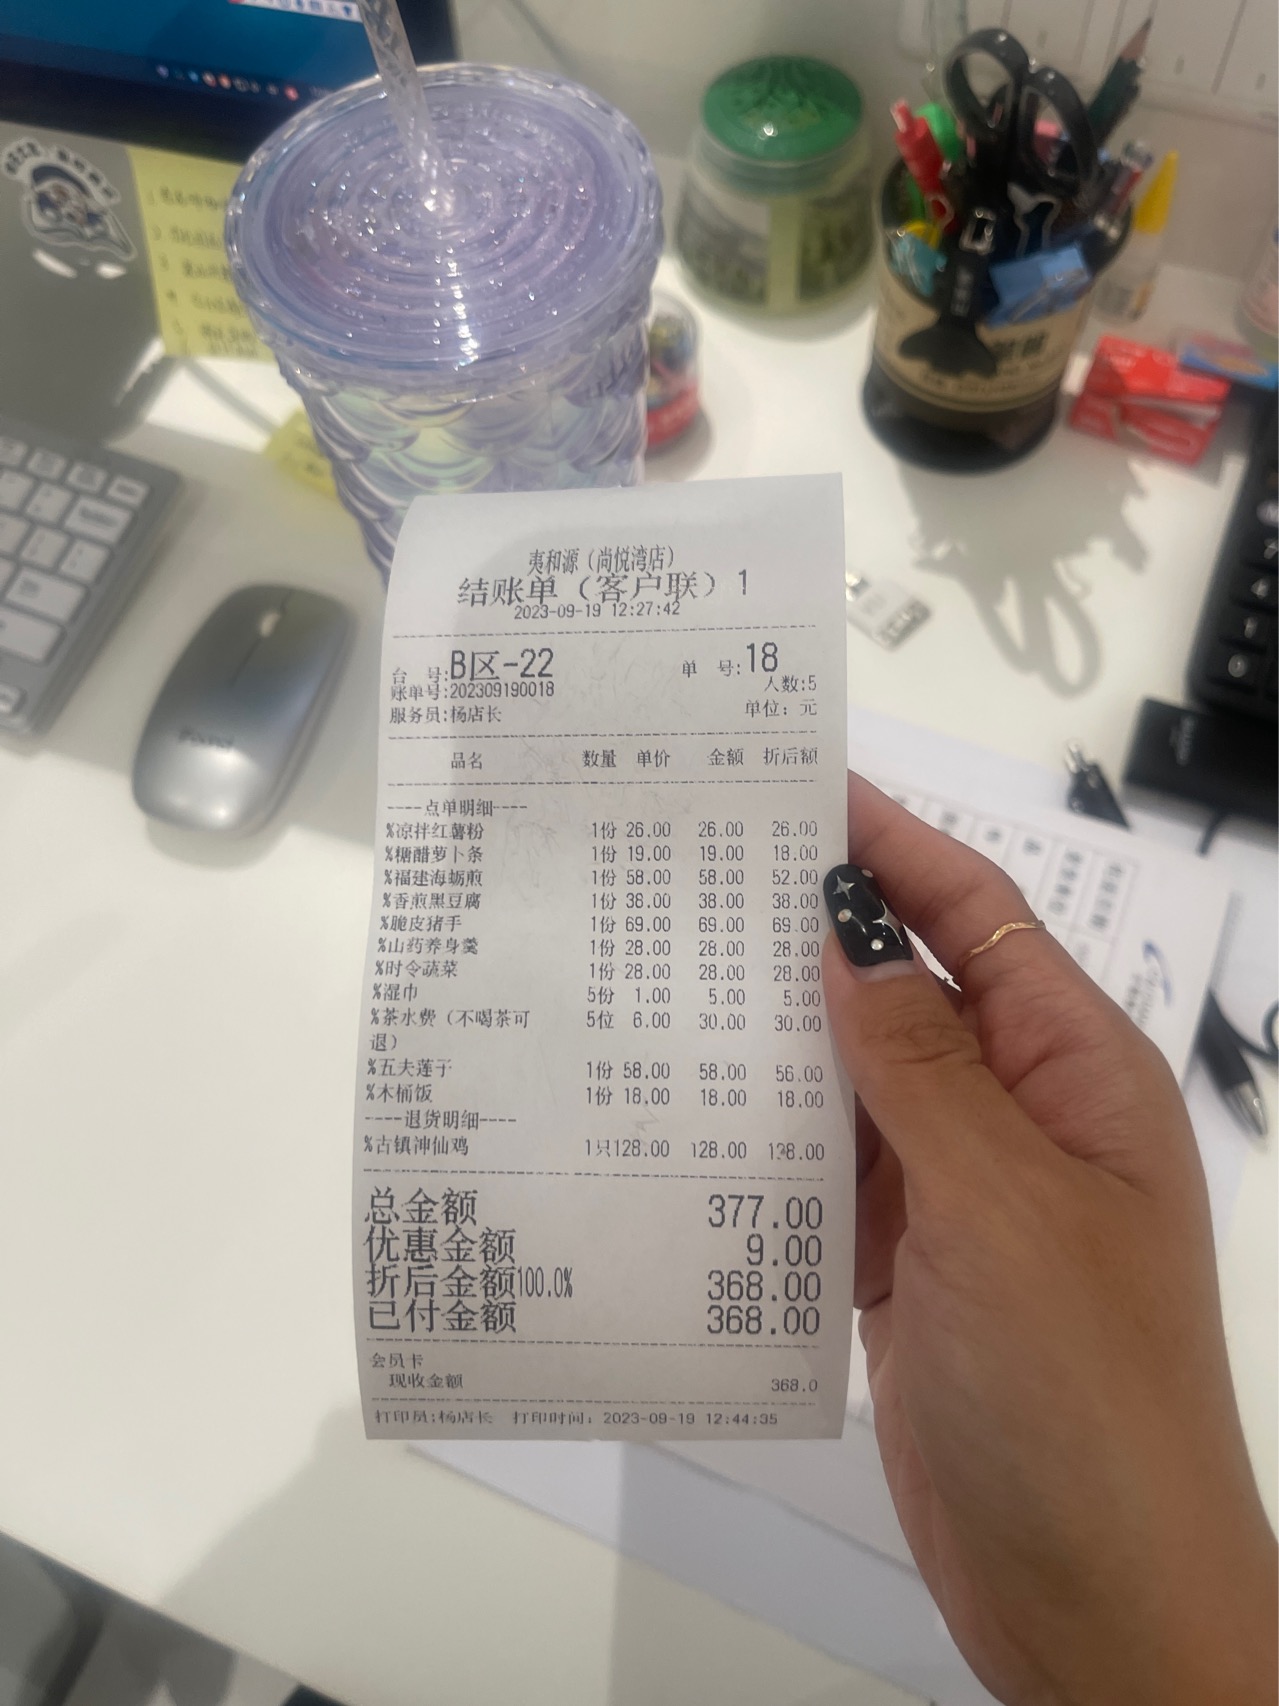 夷和源（尚悦湾店）
结账单（客户联）1
2023-09-19 12:27:42
台 号:B区-22 单 号:18
账单号:202309190018 人数:5
服务员:杨店长 单位：元
品名 数量 单价 金额 折后额
----点单明细----
%凉拌红薯粉 1份 26.00 26.00 26.00
%糖醋萝卜条 1份 19.00 19.00 18.00
%福建海蛎煎 1份 58.00 58.00 52.00
%香煎黑豆腐 1份 38.00 38.00 38.00
%脆皮猪手 1份 69.00 69.00 69.00
%山药养身羹 1份 28.00 28.00 28.00
%时令蔬菜 1份 28.00 28.00 28.00
%湿巾 5份 1.00 5.00 5.00
%茶水费（不喝茶可 5位 6.00 30.00 30.00
退）
%五夫莲子 1份 58.00 58.00 56.00
%木桶饭 1份 18.00 18.00 18.00
----退货明细----
%古镇神仙鸡 1只128.00 128.00 128.00
总金额 377.00
优惠金额 9.00
折后金额100.0% 368.00
已付金额 368.00
会员卡
现收金额 368.0
打印员:杨店长 打印时间：2023-09-19 12:44:35